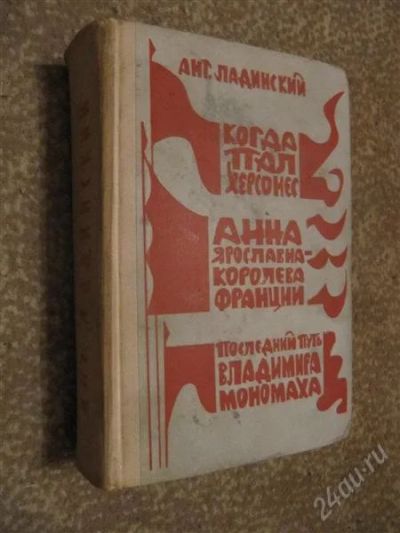 АНТ. ЛАДИНСКИЙ
КОГДА
ПАЛ
ХЕРСОНЕС
АННА
ЯРОСЛАВНА-
КОРОЛЕВА
ФРАНЦИИ
ПОСЛЕДНИЙ ПУТЬ
ВЛАДИМИРА
МОНОМАХА
24au.ru